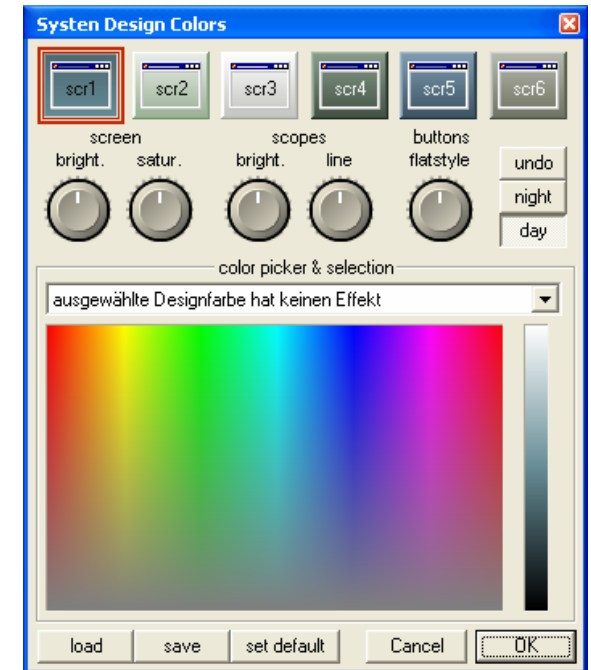 Systen Design Colors
scr1 scr2 scr3 scr4 scr5 scr6
screen scopes buttons
bright. satur. bright. line flatstyle
undo
night
day
color picker & selection
ausgewählte Designfarbe hat keinen Effekt
load save set default Cancel OK